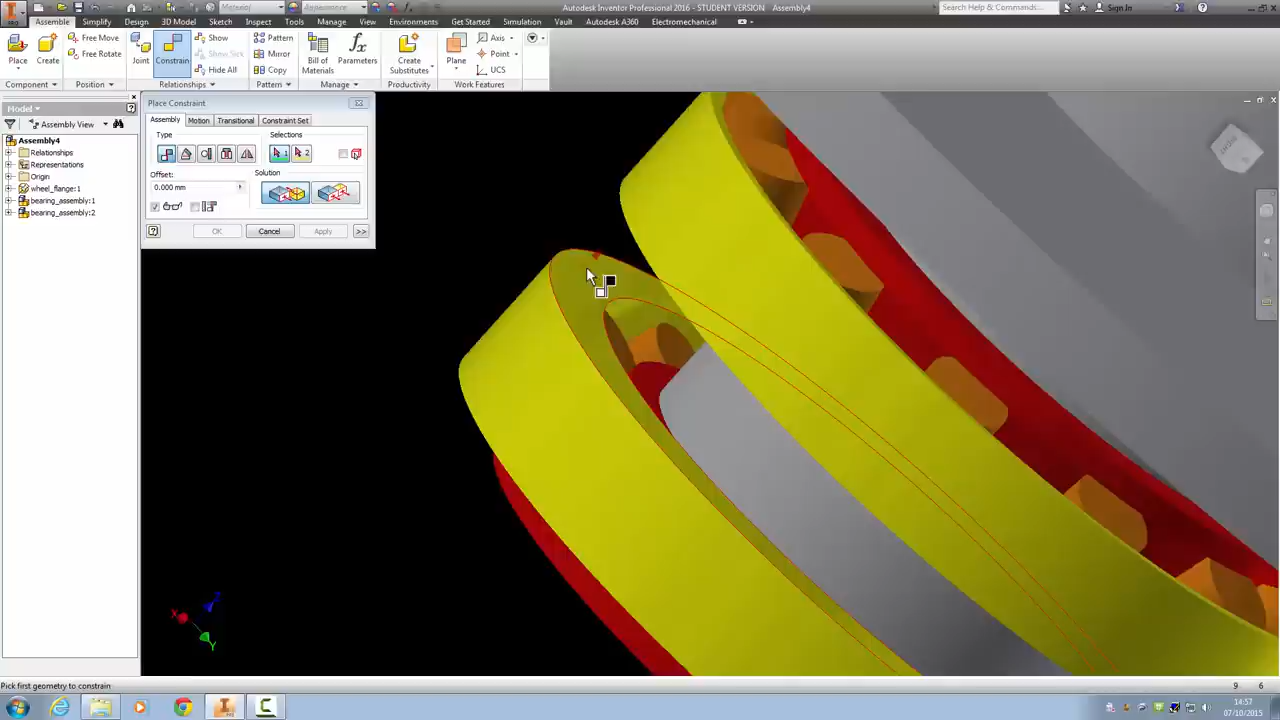 Material
Appearance
Autodesk Inventor Professional 2016 - STUDENT VERSION Assembly4
Search Help & Commands...
Sign In
Assemble Simplify Design 3D Model Sketch Inspect Tools Manage View Environments Get Started Simulation Vault Autodesk A360 Electromechanical
Place
Create
Free Move
Free Rotate
Joint
Constrain
Show
Show Sick
Hide All
Pattern
Mirror
Copy
Bill of
Materials
fx
Parameters
Create
Substitutes
Plane
Axis
Point
UCS
Component
Position
Relationships
Pattern
Manage
Productivity
Work Features
Model
Assembly View
Assembly4
Relationships
Representations
Origin
wheel_flange:1
bearing_assembly:1
bearing_assembly:2
Place Constraint
Assembly Motion Transitional Constraint Set
Type
Selections
1
2
Offset:
0.000 mm
Solution
OK
Cancel
Apply
>>
X
Y
Z
Pick first geometry to constrain
9 6
14:57
07/10/2015